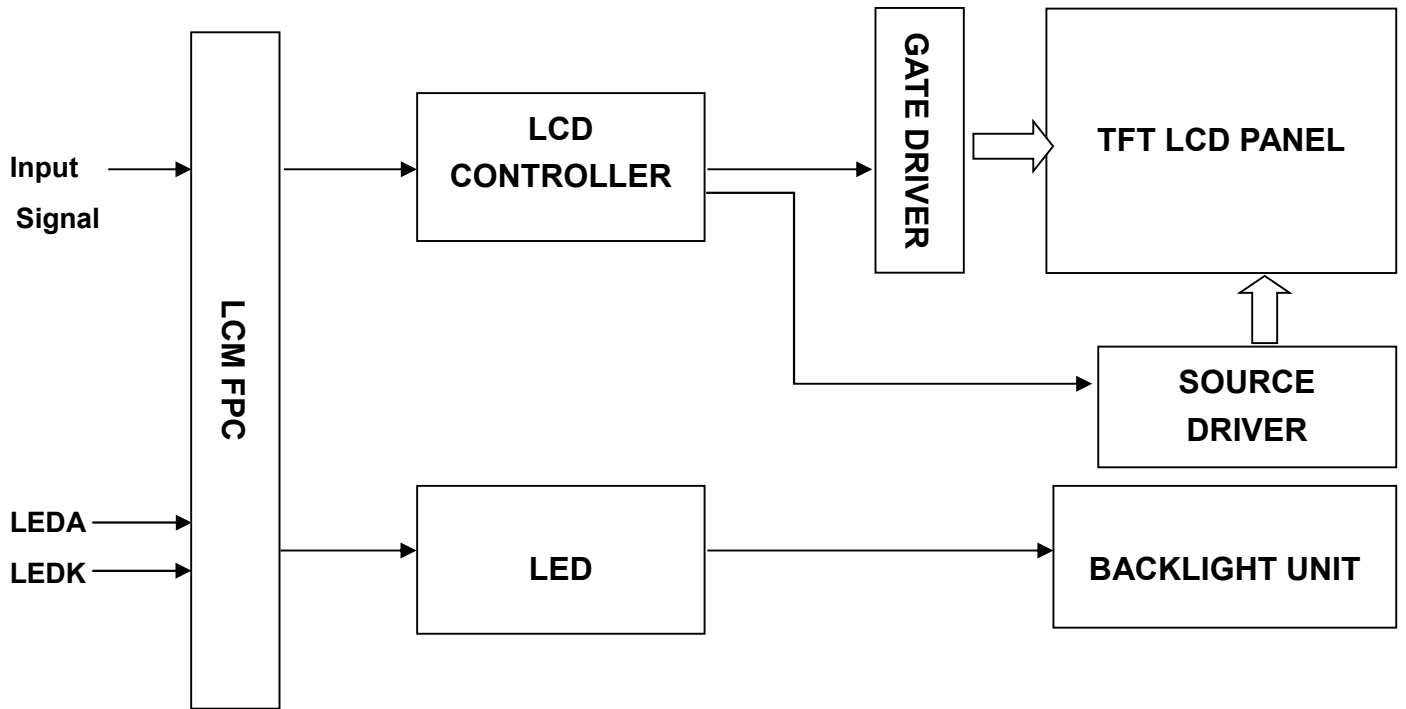 Input
Signal
LEDA
LEDK
LCM FPC
LCD
CONTROLLER
LED
GATE DRIVER
TFT LCD PANEL
SOURCE
DRIVER
BACKLIGHT UNIT